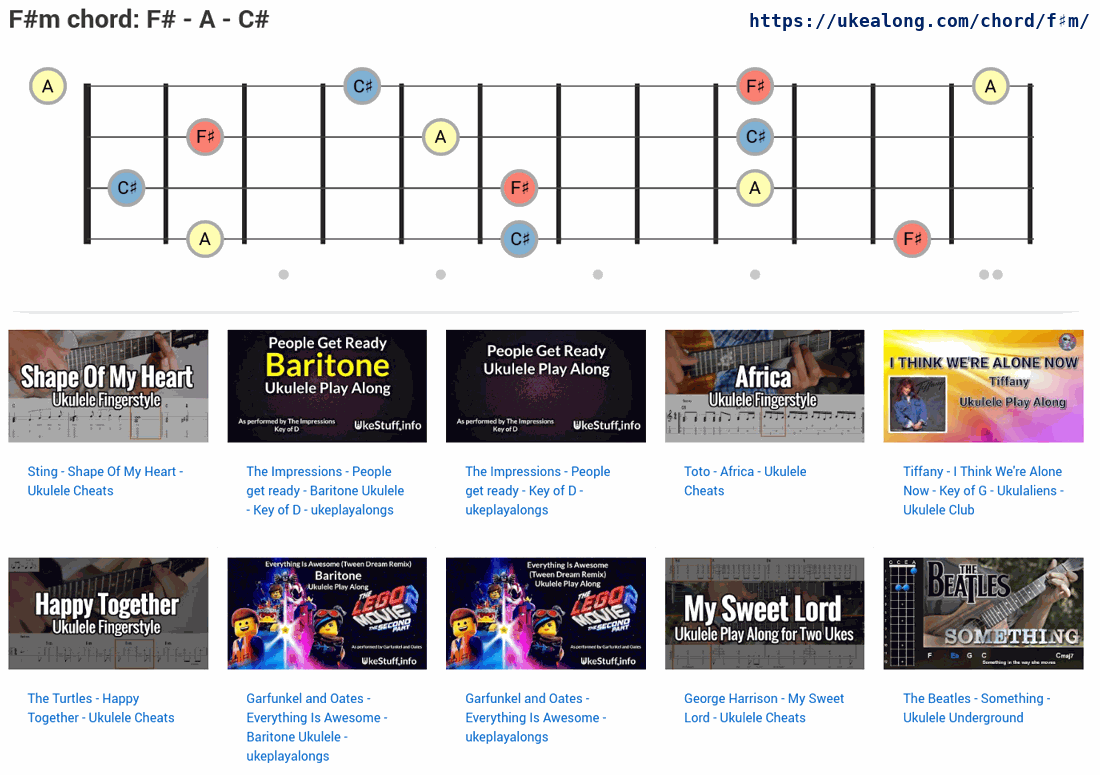 F#m chord: F# - A - C#
https://ukealong.com/chord/f♯m/
A
C♯
F♯
A
F♯
A
C♯
C♯
F♯
A
A
C♯
F♯
Shape Of My Heart
Ukulele Fingerstyle
People Get Ready
Baritone
Ukulele Play Along
As performed by The Impressions
Key of D
UkeStuff.info
People Get Ready
Ukulele Play Along
As performed by The Impressions
Key of D
UkeStuff.info
Africa
Ukulele Fingerstyle
I THINK WE'RE ALONE NOW
Tiffany
Ukulele Play Along
Sting - Shape Of My Heart -
Ukulele Cheats
The Impressions - People
get ready - Baritone Ukulele
- Key of D - ukeplayalongs
The Impressions - People
get ready - Key of D -
ukeplayalongs
Toto - Africa - Ukulele
Cheats
Tiffany - I Think We're Alone
Now - Key of G - Ukulaliens -
Ukulele Club
Happy Together
Ukulele Fingerstyle
Everything Is Awesome (Tween Dream Remix)
Baritone
Ukulele Play Along
THE LEGO MOVIE
THE SECOND PART
As performed by Garfunkel and Oates
UkeStuff.info
Everything Is Awesome
(Tween Dream Remix)
Ukulele Play Along
THE LEGO MOVIE
THE SECOND PART
As performed by Garfunkel and Oates
UkeStuff.info
My Sweet Lord
Ukulele Play Along for Two Ukes
G C E A
THE
BEATLES
SOMETHING
F G C Cmaj7
Something in the way she moves
The Turtles - Happy
Together - Ukulele Cheats
Garfunkel and Oates -
Everything Is Awesome -
Baritone Ukulele -
ukeplayalongs
Garfunkel and Oates -
Everything Is Awesome -
ukeplayalongs
George Harrison - My Sweet
Lord - Ukulele Cheats
The Beatles - Something -
Ukulele Underground